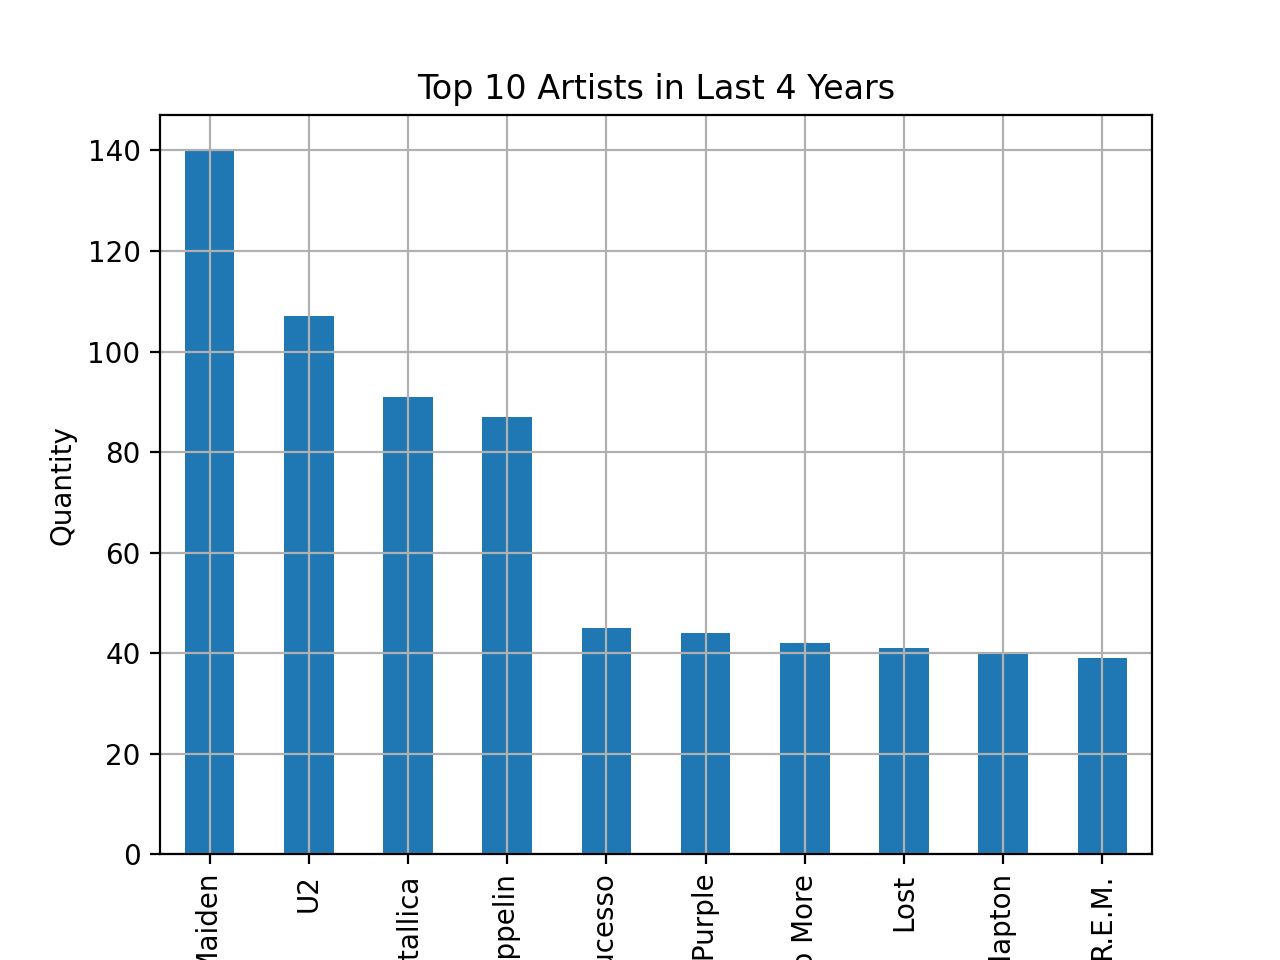 Top 10 Artists in Last 4 Years
140
120
100
80
60
40
20
0
Quantity
Maiden
U2
tallica
ppelin
ucesso
Purple
o More
Lost
lapton
R.E.M.